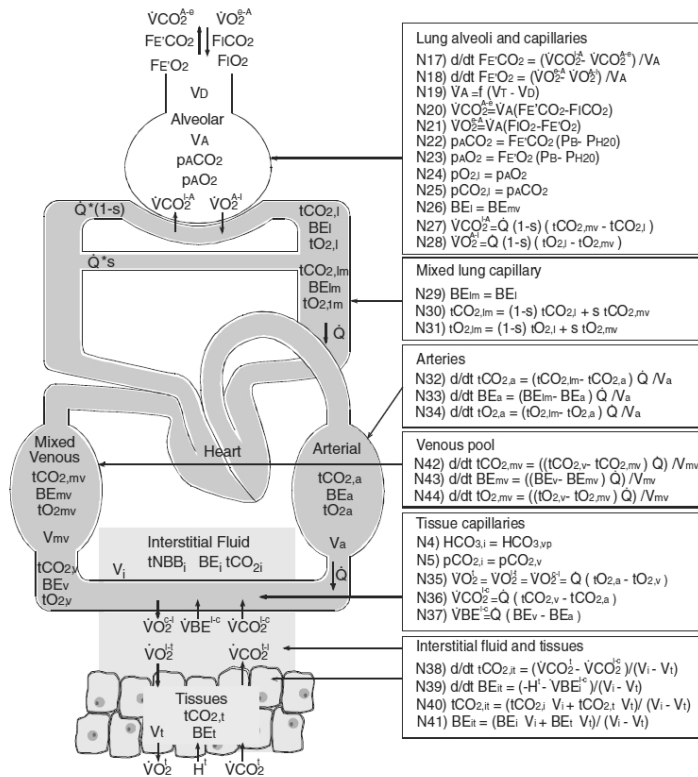 V̇CO₂ᴬ⁻ᵉ V̇O₂ᵉ⁻ᴬ
FE'CO₂ FICO₂
FE'O₂ FIO₂
VD
Alveolar
VA
pACO₂
pAO₂
V̇CO₂ˡ⁻ᴬ V̇O₂ᴬ⁻ˡ
Q̇*(1-s)
tCO₂,l
BEl
tO₂,l
Q̇*s
tCO₂,lm
BElm
tO₂,1m
Q̇
Heart
Mixed
Venous
tCO₂,mv
BEmv
tO₂mv
Vmv
Arterial
tCO₂,a
BEa
tO₂a
Va
Interstitial Fluid
tNBBi BEi tCO₂i
Vi
tCO₂,v
BEv
tO₂,v
Q̇
V̇O₂ᶜ⁻ⁱ V̇BEⁱ⁻ᶜ V̇CO₂ⁱ⁻ᶜ
V̇O₂ⁱ⁻ᵗ V̇CO₂ᵗ⁻ⁱ
Tissues
tCO₂,t
BEt
Vt
V̇O₂ᵗ Hᵗ V̇CO₂ᵗ
Lung alveoli and capillaries
N17) d/dt FE'CO₂ = (V̇CO₂ˡ⁻ᴬ- V̇CO₂ᴬ⁻ᵉ) /VA
N18) d/dt FE'O₂ = (V̇O₂ᵉ⁻ᴬ- V̇O₂ᴬ⁻ˡ) /VA
N19) V̇A =f (VT - VD)
N20) V̇CO₂ᴬ⁻ᵉ=V̇A(FE'CO₂-FICO₂)
N21) V̇O₂ᵉ⁻ᴬ=V̇A(FIO₂-FE'O₂)
N22) pACO₂ = FE'CO₂ (PB- PH20)
N23) pAO₂ = FE'O₂ (PB- PH20)
N24) pO₂,l = pAO₂
N25) pCO₂,l = pACO₂
N26) BEl = BEmv
N27) V̇CO₂ˡ⁻ᴬ=Q̇ (1-s) ( tCO₂,mv - tCO₂,l)
N28) V̇O₂ᴬ⁻ˡ=Q̇ (1-s) ( tO₂,l - tO₂,mv)
Mixed lung capillary
N29) BElm = BEl
N30) tCO₂,lm = (1-s) tCO₂,l + s tCO₂,mv
N31) tO₂,lm = (1-s) tO₂,l + s tO₂,mv
Arteries
N32) d/dt tCO₂,a = (tCO₂,lm- tCO₂,a ) Q̇ /Va
N33) d/dt BEa = (BElm- BEa ) Q̇ /Va
N34) d/dt tO₂,a = (tO₂,lm- tO₂,a ) Q̇ /Va
Venous pool
N42) d/dt tCO₂,mv = ((tCO₂,v- tCO₂,mv ) Q̇) /Vmv
N43) d/dt BEmv = ((BEv- BEmv ) Q̇) /Vmv
N44) d/dt tO₂,mv = ((tO₂,v- tO₂,mv ) Q̇) /Vmv
Tissue capillaries
N4) HCO₃,i = HCO₃,vp
N5) pCO₂,i = pCO₂,v
N35) V̇O₂ᵗ = V̇O₂ⁱ⁻ᵗ = V̇O₂ᶜ⁻ⁱ = Q̇ ( tO₂,a - tO₂,v )
N36) V̇CO₂ⁱ⁻ᶜ=Q̇ ( tCO₂,v - tCO₂,a )
N37) V̇BEⁱ⁻ᶜ=Q̇ ( BEv - BEa )
Interstitial fluid and tissues
N38) d/dt tCO₂,it = (V̇CO₂ᵗ- V̇CO₂ⁱ⁻ᶜ )/(Vi - Vt)
N39) d/dt BEit = (-Hᵗ- V̇BEⁱ⁻ᶜ)/(Vi - Vt)
N40) tCO₂,it = (tCO₂,i Vi + tCO₂,t Vt)/ (Vi - Vt)
N41) BEit = (BEi Vi + BEt Vt)/ (Vi - Vt)